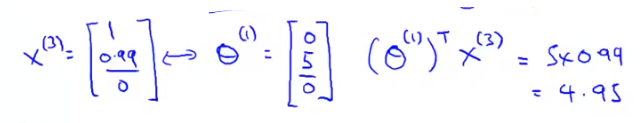 x⁽³⁾ = [1 0.99 0] ↔ θ⁽¹⁾ = [0 5 0] (θ⁽¹⁾)ᵀ x⁽³⁾ = 5×0.99
= 4.95